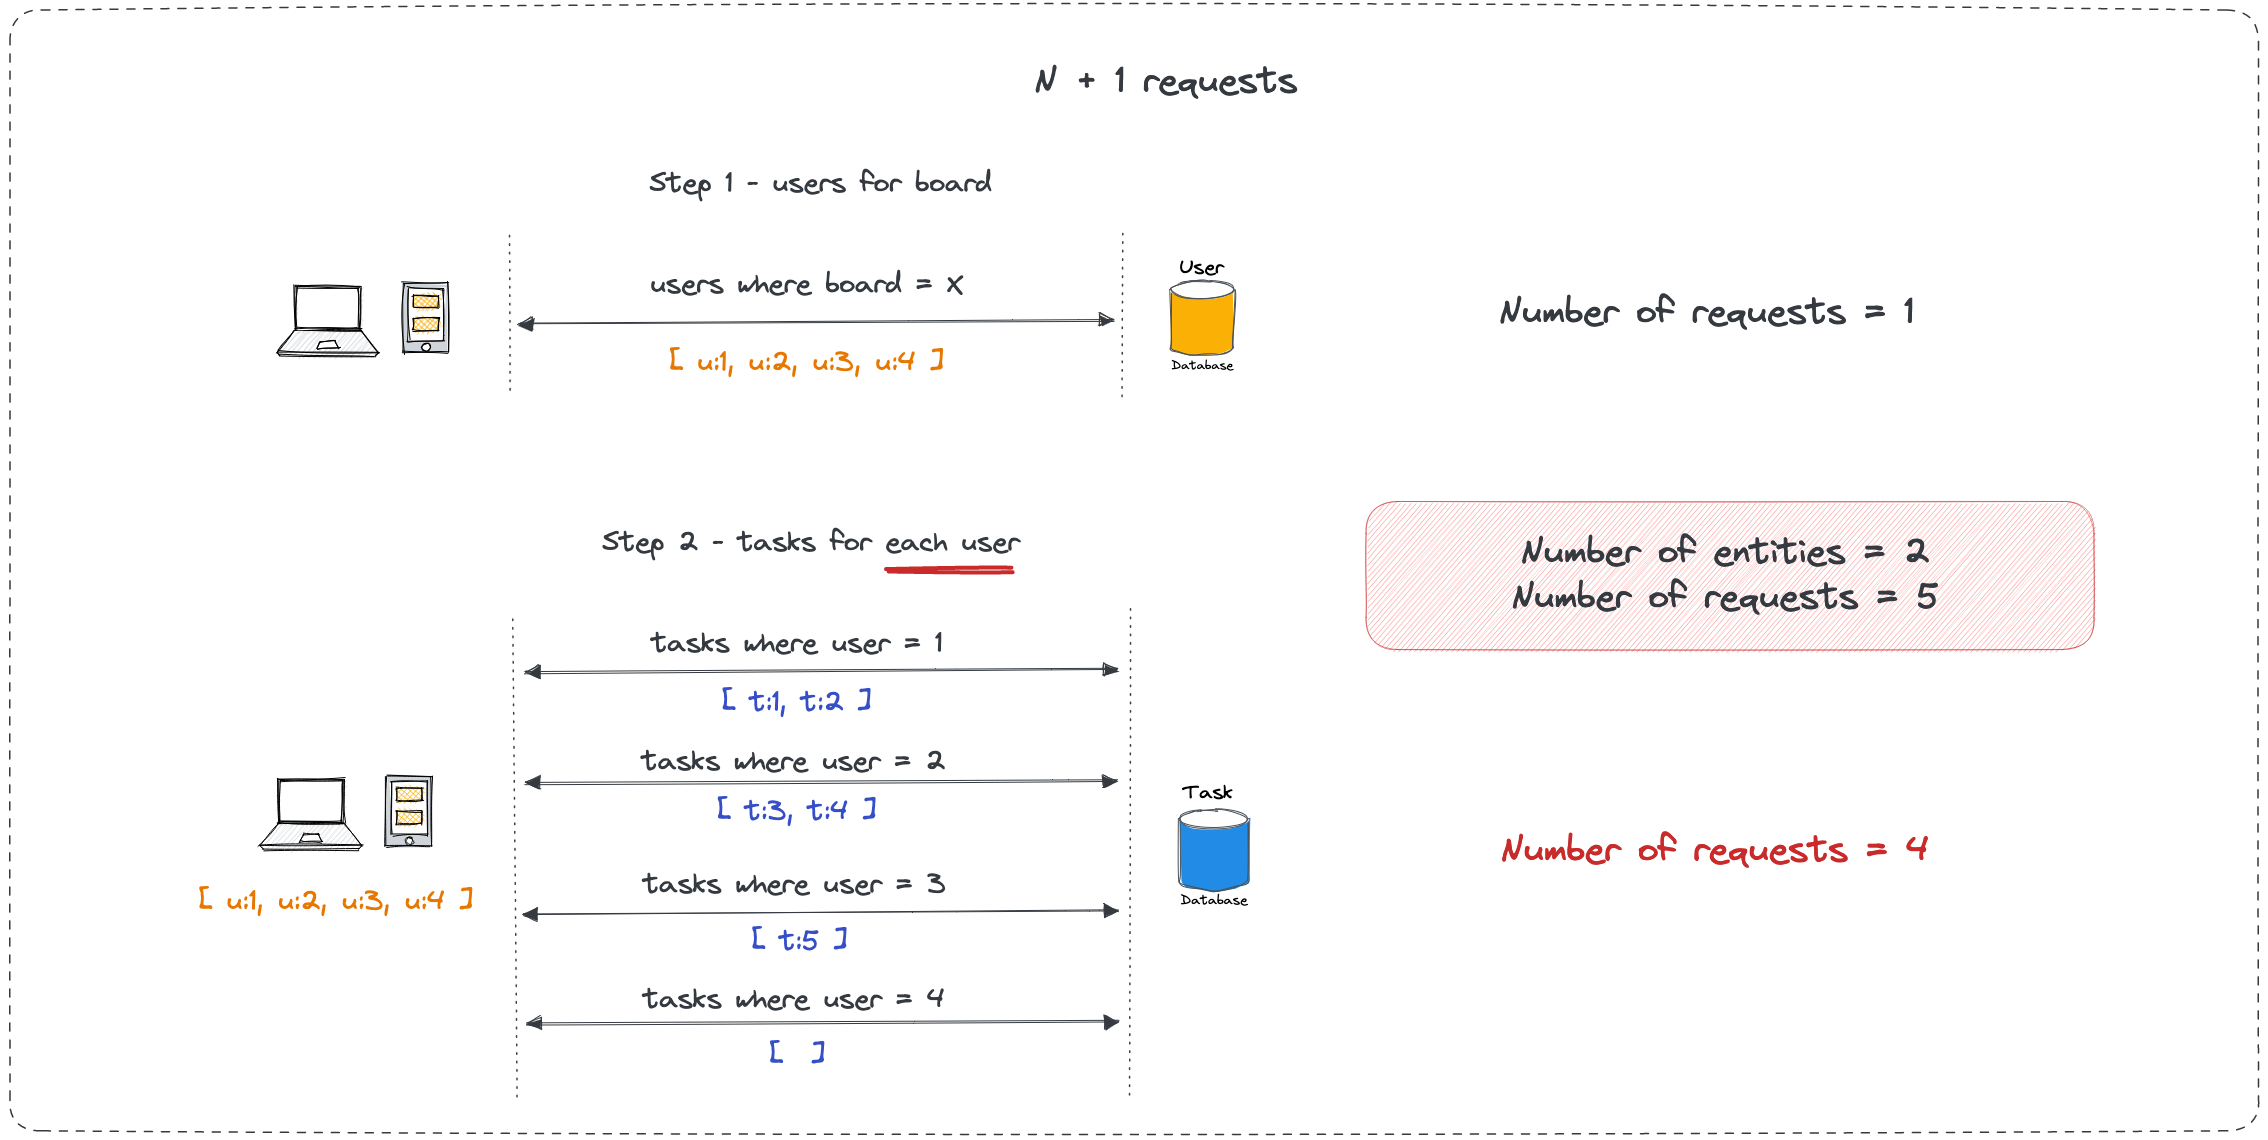 N + 1 requests
Step 1 - users for board
users where board = X
[ u:1, u:2, u:3, u:4 ]
User
Database
Number of requests = 1
Step 2 - tasks for each user
Number of entities = 2
Number of requests = 5
tasks where user = 1
[ t:1, t:2 ]
tasks where user = 2
[ t:3, t:4 ]
tasks where user = 3
[ t:5 ]
tasks where user = 4
[ ]
[ u:1, u:2, u:3, u:4 ]
Task
Database
Number of requests = 4